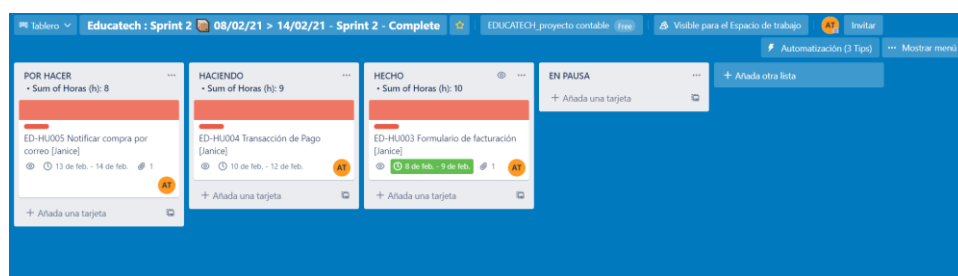 Tablero
Educatech : Sprint 2 08/02/21 > 14/02/21 - Sprint 2 - Complete
EDUCATECH_proyecto contable Free
Visible para el Espacio de trabajo
AT
Invitar
Automatización (3 Tips)
··· Mostrar menú
POR HACER
• Sum of Horas (h): 8
ED-HU005 Notificar compra por
correo [Janice]
13 de feb. - 14 de feb. 1
AT
+ Añada una tarjeta
HACIENDO
• Sum of Horas (h): 9
ED-HU004 Transacción de Pago
[Janice]
10 de feb. - 12 de feb.
AT
+ Añada una tarjeta
HECHO
• Sum of Horas (h): 10
ED-HU003 Formulario de facturación
[Janice]
8 de feb. - 9 de feb. 1
AT
+ Añada una tarjeta
EN PAUSA
+ Añada una tarjeta
+ Añada otra lista